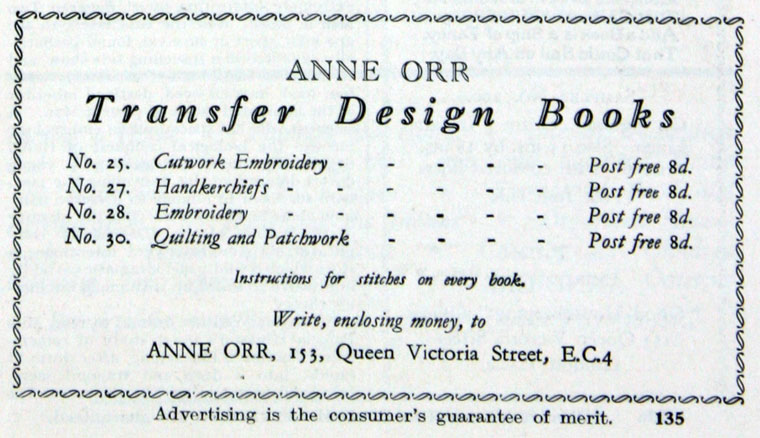 ANNE ORR
Transfer Design Books
No. 25. Cutwork Embroidery - - - Post free 8d.
No. 27. Handkerchiefs - - - - Post free 8d.
No. 28. Embroidery - - - - Post free 8d.
No. 30. Quilting and Patchwork - - - Post free 8d.
Instructions for stitches on every book.
Write, enclosing money, to
ANNE ORR, 153, Queen Victoria Street, E.C.4
Advertising is the consumer's guarantee of merit. 135